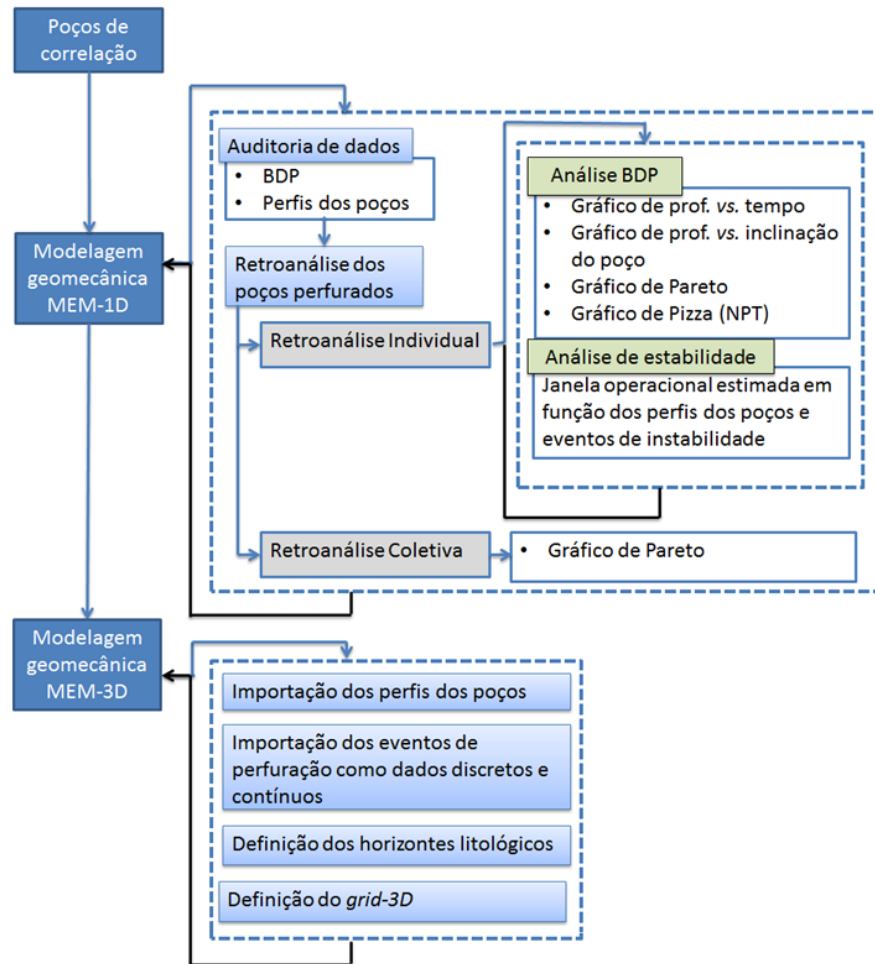 Poços de
correlação
Auditoria de dados
• BDP
• Perfis dos poços
Retroanálise dos
poços perfurados
Retroanálise Individual
Análise BDP
• Gráfico de prof. vs. tempo
• Gráfico de prof. vs. inclinação
do poço
• Gráfico de Pareto
• Gráfico de Pizza (NPT)
Análise de estabilidade
Janela operacional estimada em
função dos perfis dos poços e
eventos de instabilidade
Modelagem
geomecânica
MEM-1D
Retroanálise Coletiva
• Gráfico de Pareto
Modelagem
geomecânica
MEM-3D
Importação dos perfis dos poços
Importação dos eventos de
perfuração como dados discretos e
contínuos
Definição dos horizontes litológicos
Definição do grid-3D